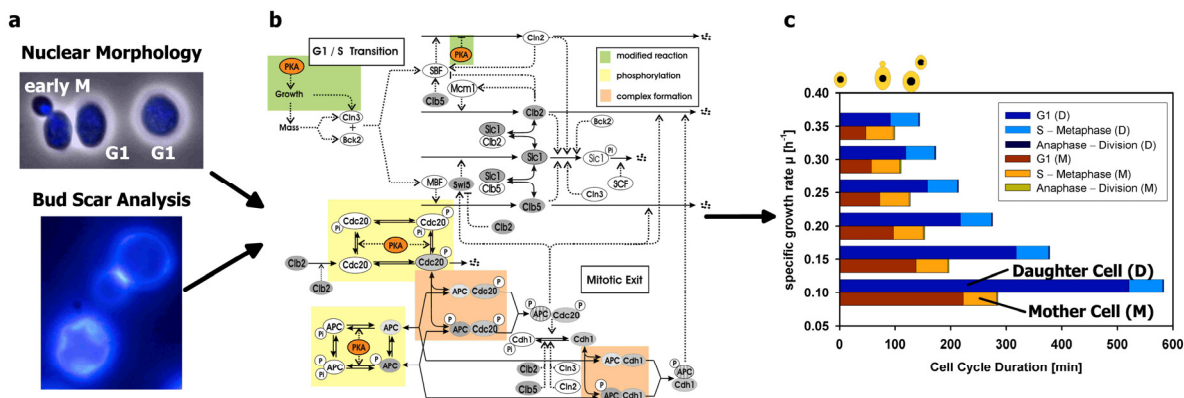 a
Nuclear Morphology
early M
G1
G1
Bud Scar Analysis
b
G1 / S Transition
PKA
Growth
Mass
Cln3
+
Bck2
SBF
PKA
Cln2
Clb5
Mcm1
Clb2
Sic1
Clb2
Bck2
Sic1
Sic1
Pi
Sic1
Clb5
MBF
Swi5
Cln3
SCF
Clb5
Clb2
modified reaction
phosphorylation
complex formation
P
Cdc20
Pi
Cdc20
Pi
PKA
P
Clb2
Cdc20
Cdc20
Clb2
Mitotic Exit
P
APC
Cdc20
P
P
APC
Cdc20
P
P
APC
Cdc20
Pi
APC
APC
PKA
P
APC
Pi
P
APC
Cdh1
Pi
Cdh1
Clb2
Cln3
Clb5
Cln2
APC
Cdh1
P
APC
Cdh1
P
APC
Cdh1
c
specific growth rate µ [h⁻¹]
0.40
0.35
0.30
0.25
0.20
0.15
0.10
0.05
G1 (D)
S – Metaphase (D)
Anaphase – Division (D)
G1 (M)
S – Metaphase (M)
Anaphase – Division (M)
Daughter Cell (D)
Mother Cell (M)
0 100 200 300 400 500 600
Cell Cycle Duration [min]